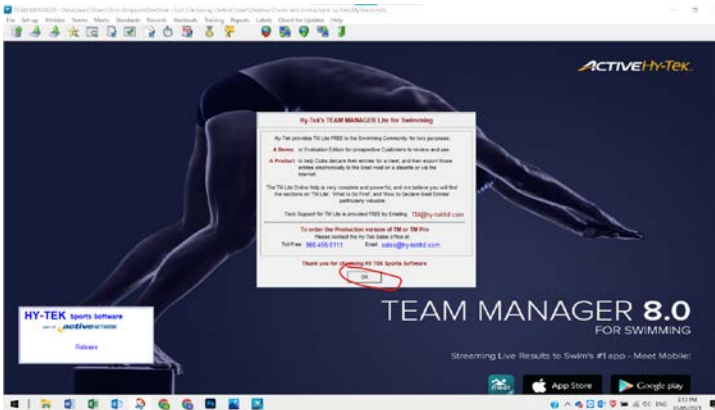 File Set-up Athletes Teams Meets Standards Records Workouts Training Reports Labels Check for Updates Help
ACTIVE HY-TEK.
Hy-Tek's TEAM MANAGER Lite for Swimming
Hy-Tek provides TM Lite FREE to the Swimming Community for two purposes;
A Demo or Evaluation Edition for prospective Customers to review and use.
A Product to help Clubs declare their entries for a meet, and then export those
entries electronically to the Meet Host on a diskette or via the
Internet.
The TM Lite Online Help is very complete and powerful, and we believe you will find
the sections on 'TM Lite', 'What to Do First', and 'How to Declare Meet Entries'
particularly valuable.
Tech Support for TM Lite is provided FREE by Emailing TM@hy-tekltd.com
To order the Production version of TM or TM Pro
Please contact the Hy-Tek Sales office at
Toll Free 866-456-5111 Email sales@hy-tekltd.com
Thank you for choosing HY-TEK Sports Software
OK
HY-TEK Sports Software
part of active NETWORK
Release
TEAM MANAGER 8.0
FOR SWIMMING
Streaming Live Results to Swim's #1 app - Meet Mobile:
meet
App Store
Google play
ENG
3:13 PM